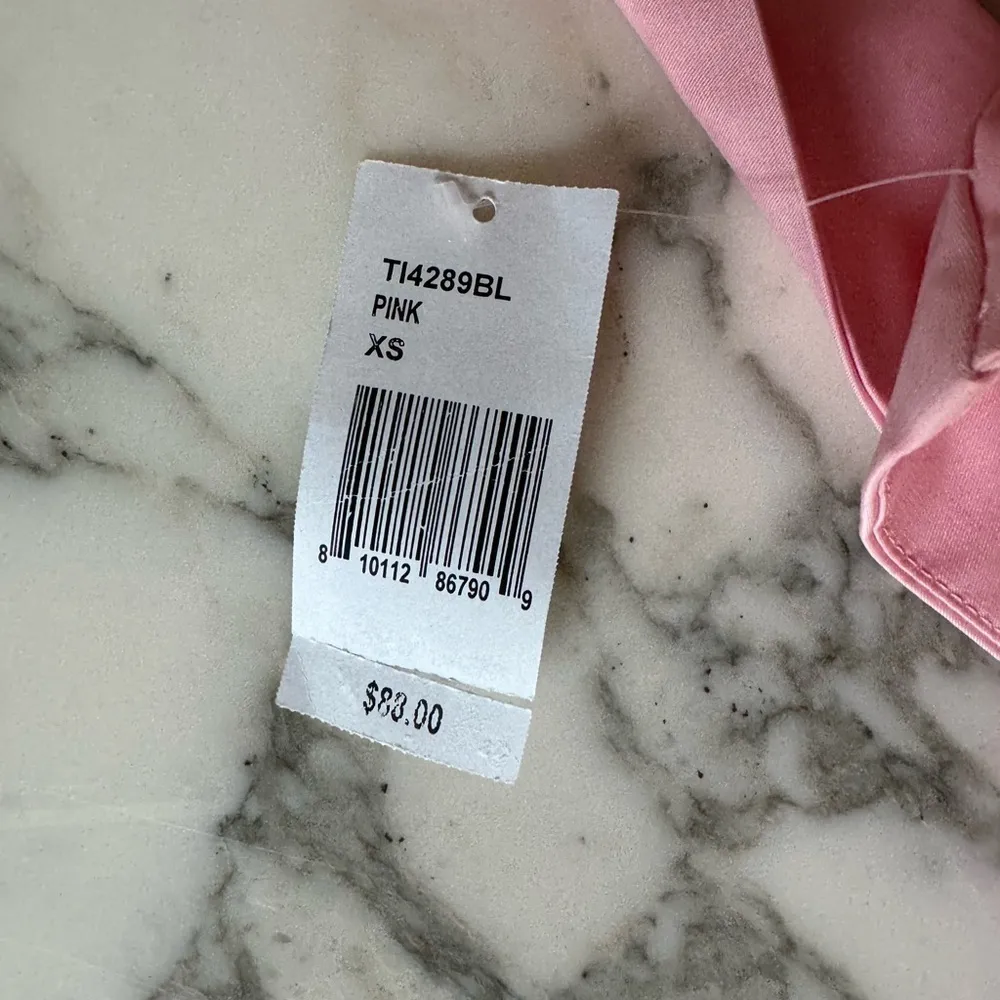 TI4289BL
PINK
XS
8 10112 86790 9
$88.00